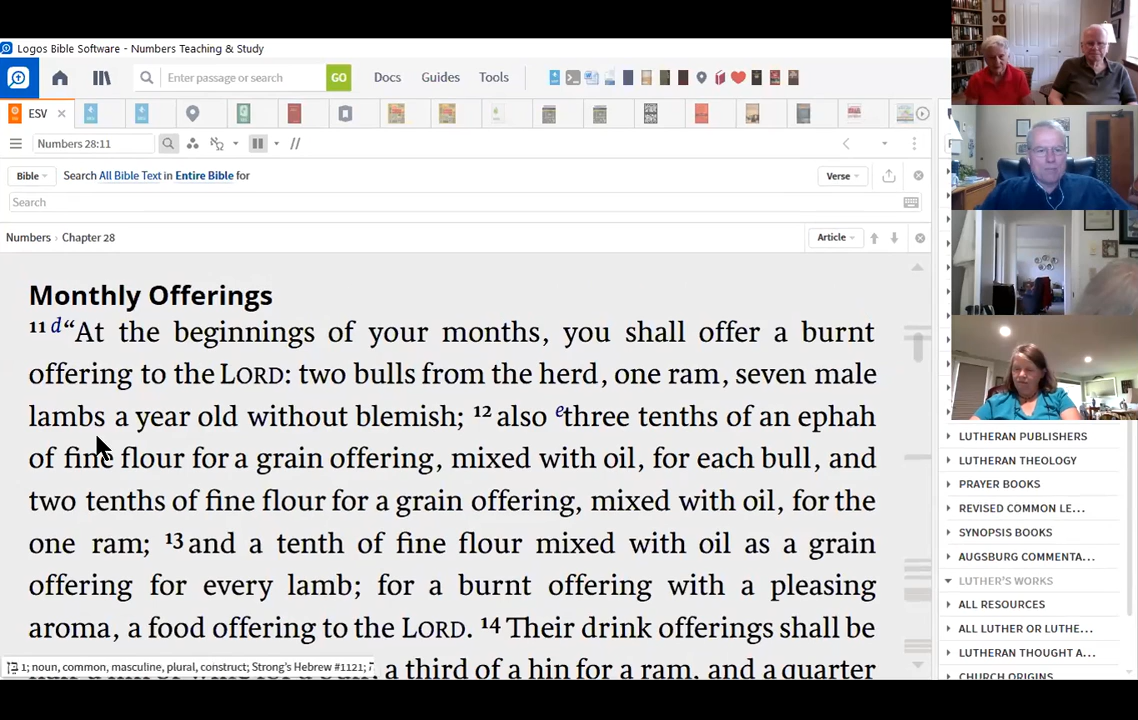 Logos Bible Software - Numbers Teaching & Study
Enter passage or search
GO
Docs
Guides
Tools
ESV
Numbers 28:11
Bible
Search All Bible Text in Entire Bible for
Verse
Search
Numbers › Chapter 28
Article
Monthly Offerings
11 d“At the beginnings of your months, you shall offer a burnt
offering to the LORD: two bulls from the herd, one ram, seven male
lambs a year old without blemish; 12 also ethree tenths of an ephah
of fine flour for a grain offering, mixed with oil, for each bull, and
two tenths of fine flour for a grain offering, mixed with oil, for the
one ram; 13 and a tenth of fine flour mixed with oil as a grain
offering for every lamb; for a burnt offering with a pleasing
aroma, a food offering to the LORD. 14 Their drink offerings shall be
a third of a hin for a ram, and a quarter
1; noun, common, masculine, plural, construct; Strong's Hebrew #1121;
LUTHERAN PUBLISHERS
LUTHERAN THEOLOGY
PRAYER BOOKS
REVISED COMMON LE...
SYNOPSIS BOOKS
AUGSBURG COMMENTA...
LUTHER'S WORKS
ALL RESOURCES
ALL LUTHER OR LUTHE...
LUTHERAN THOUGHT A...
CHURCH ORIGINS